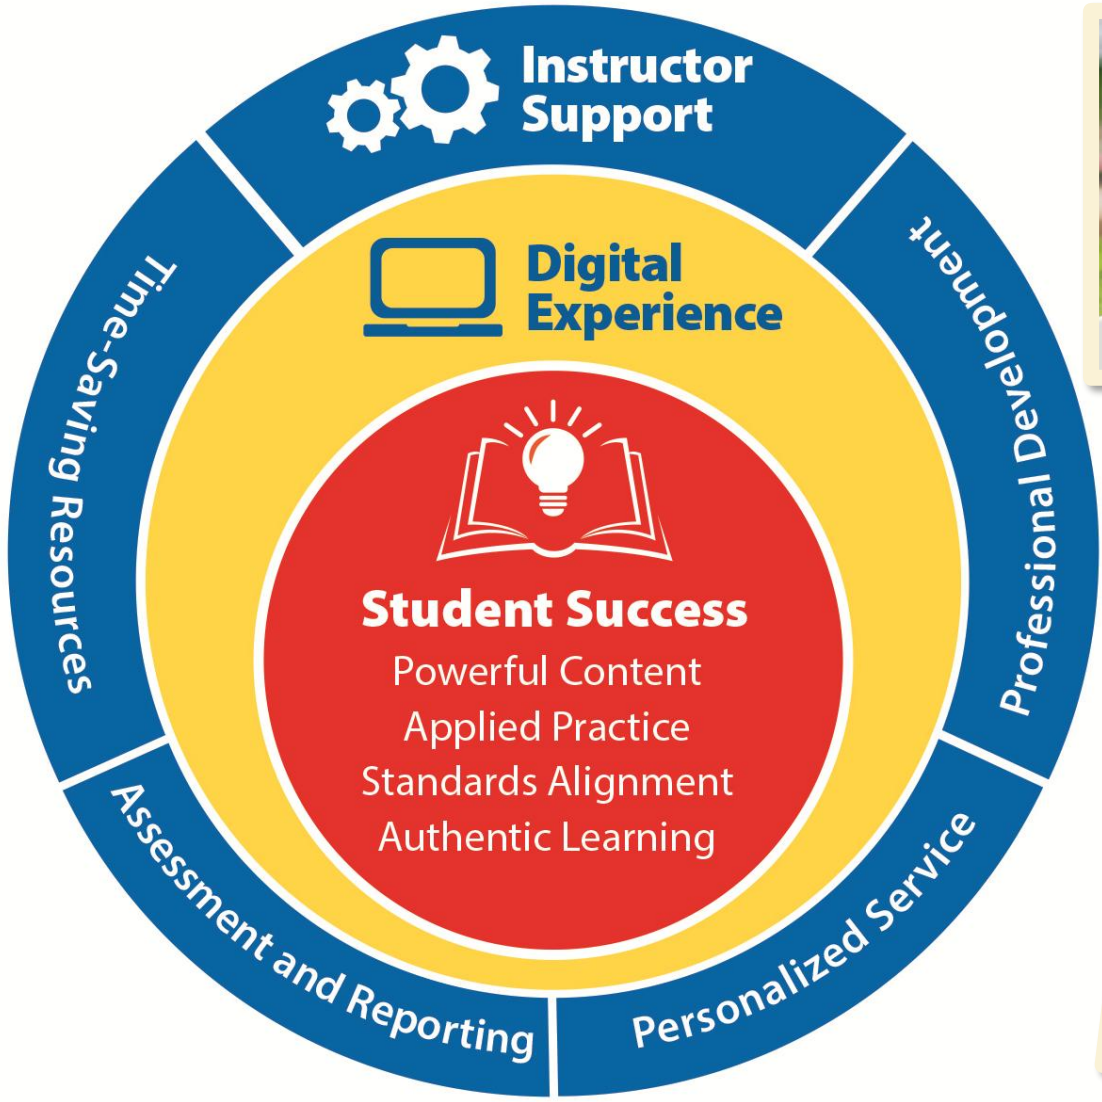 Instructor
Support
Digital
Experience
Student Success
Powerful Content
Applied Practice
Standards Alignment
Authentic Learning
Time-Saving Resources
Assessment and Reporting
Personalized Service
Professional Development